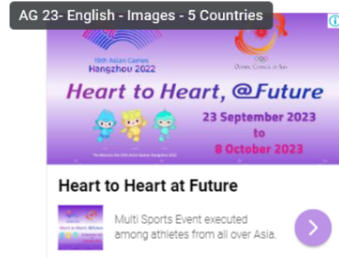 AG 23- English - Images - 5 Countries
19th Asian Games
Hangzhou 2022
Olympic Council of Asia
Heart to Heart, @Future
23 September 2023
to
8 October 2023
Heart to Heart at Future
Multi Sports Event executed
among athletes from all over Asia.